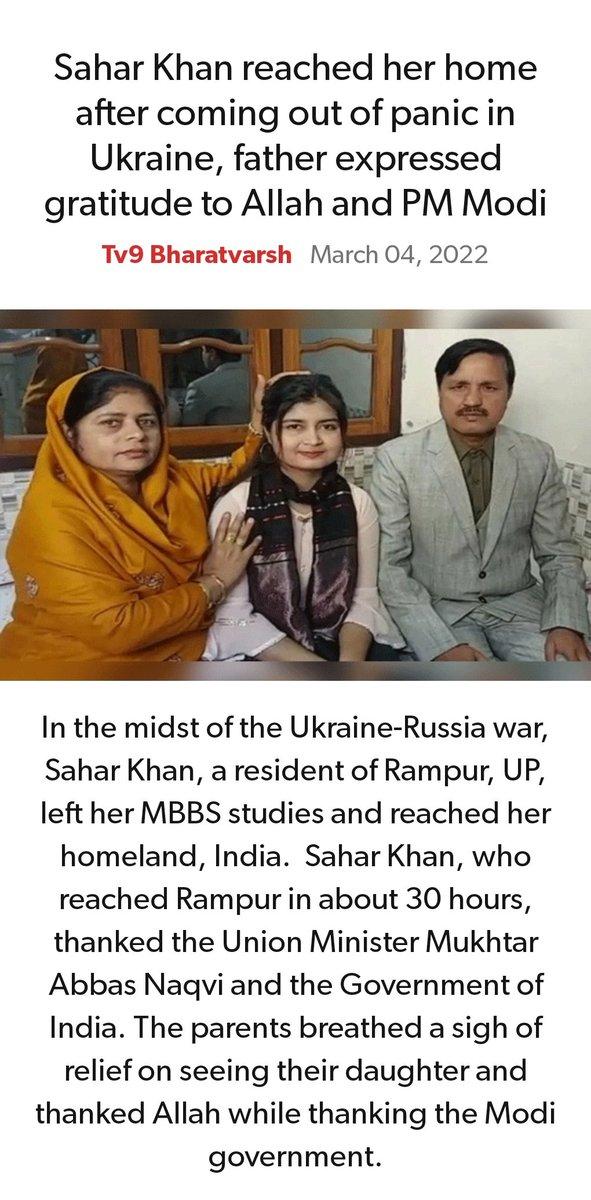 Sahar Khan reached her home
after coming out of panic in
Ukraine, father expressed
gratitude to Allah and PM Modi
Tv9 Bharatvarsh March 04, 2022
In the midst of the Ukraine-Russia war,
Sahar Khan, a resident of Rampur, UP,
left her MBBS studies and reached her
homeland, India. Sahar Khan, who
reached Rampur in about 30 hours,
thanked the Union Minister Mukhtar
Abbas Naqvi and the Government of
India. The parents breathed a sigh of
relief on seeing their daughter and
thanked Allah while thanking the Modi
government.